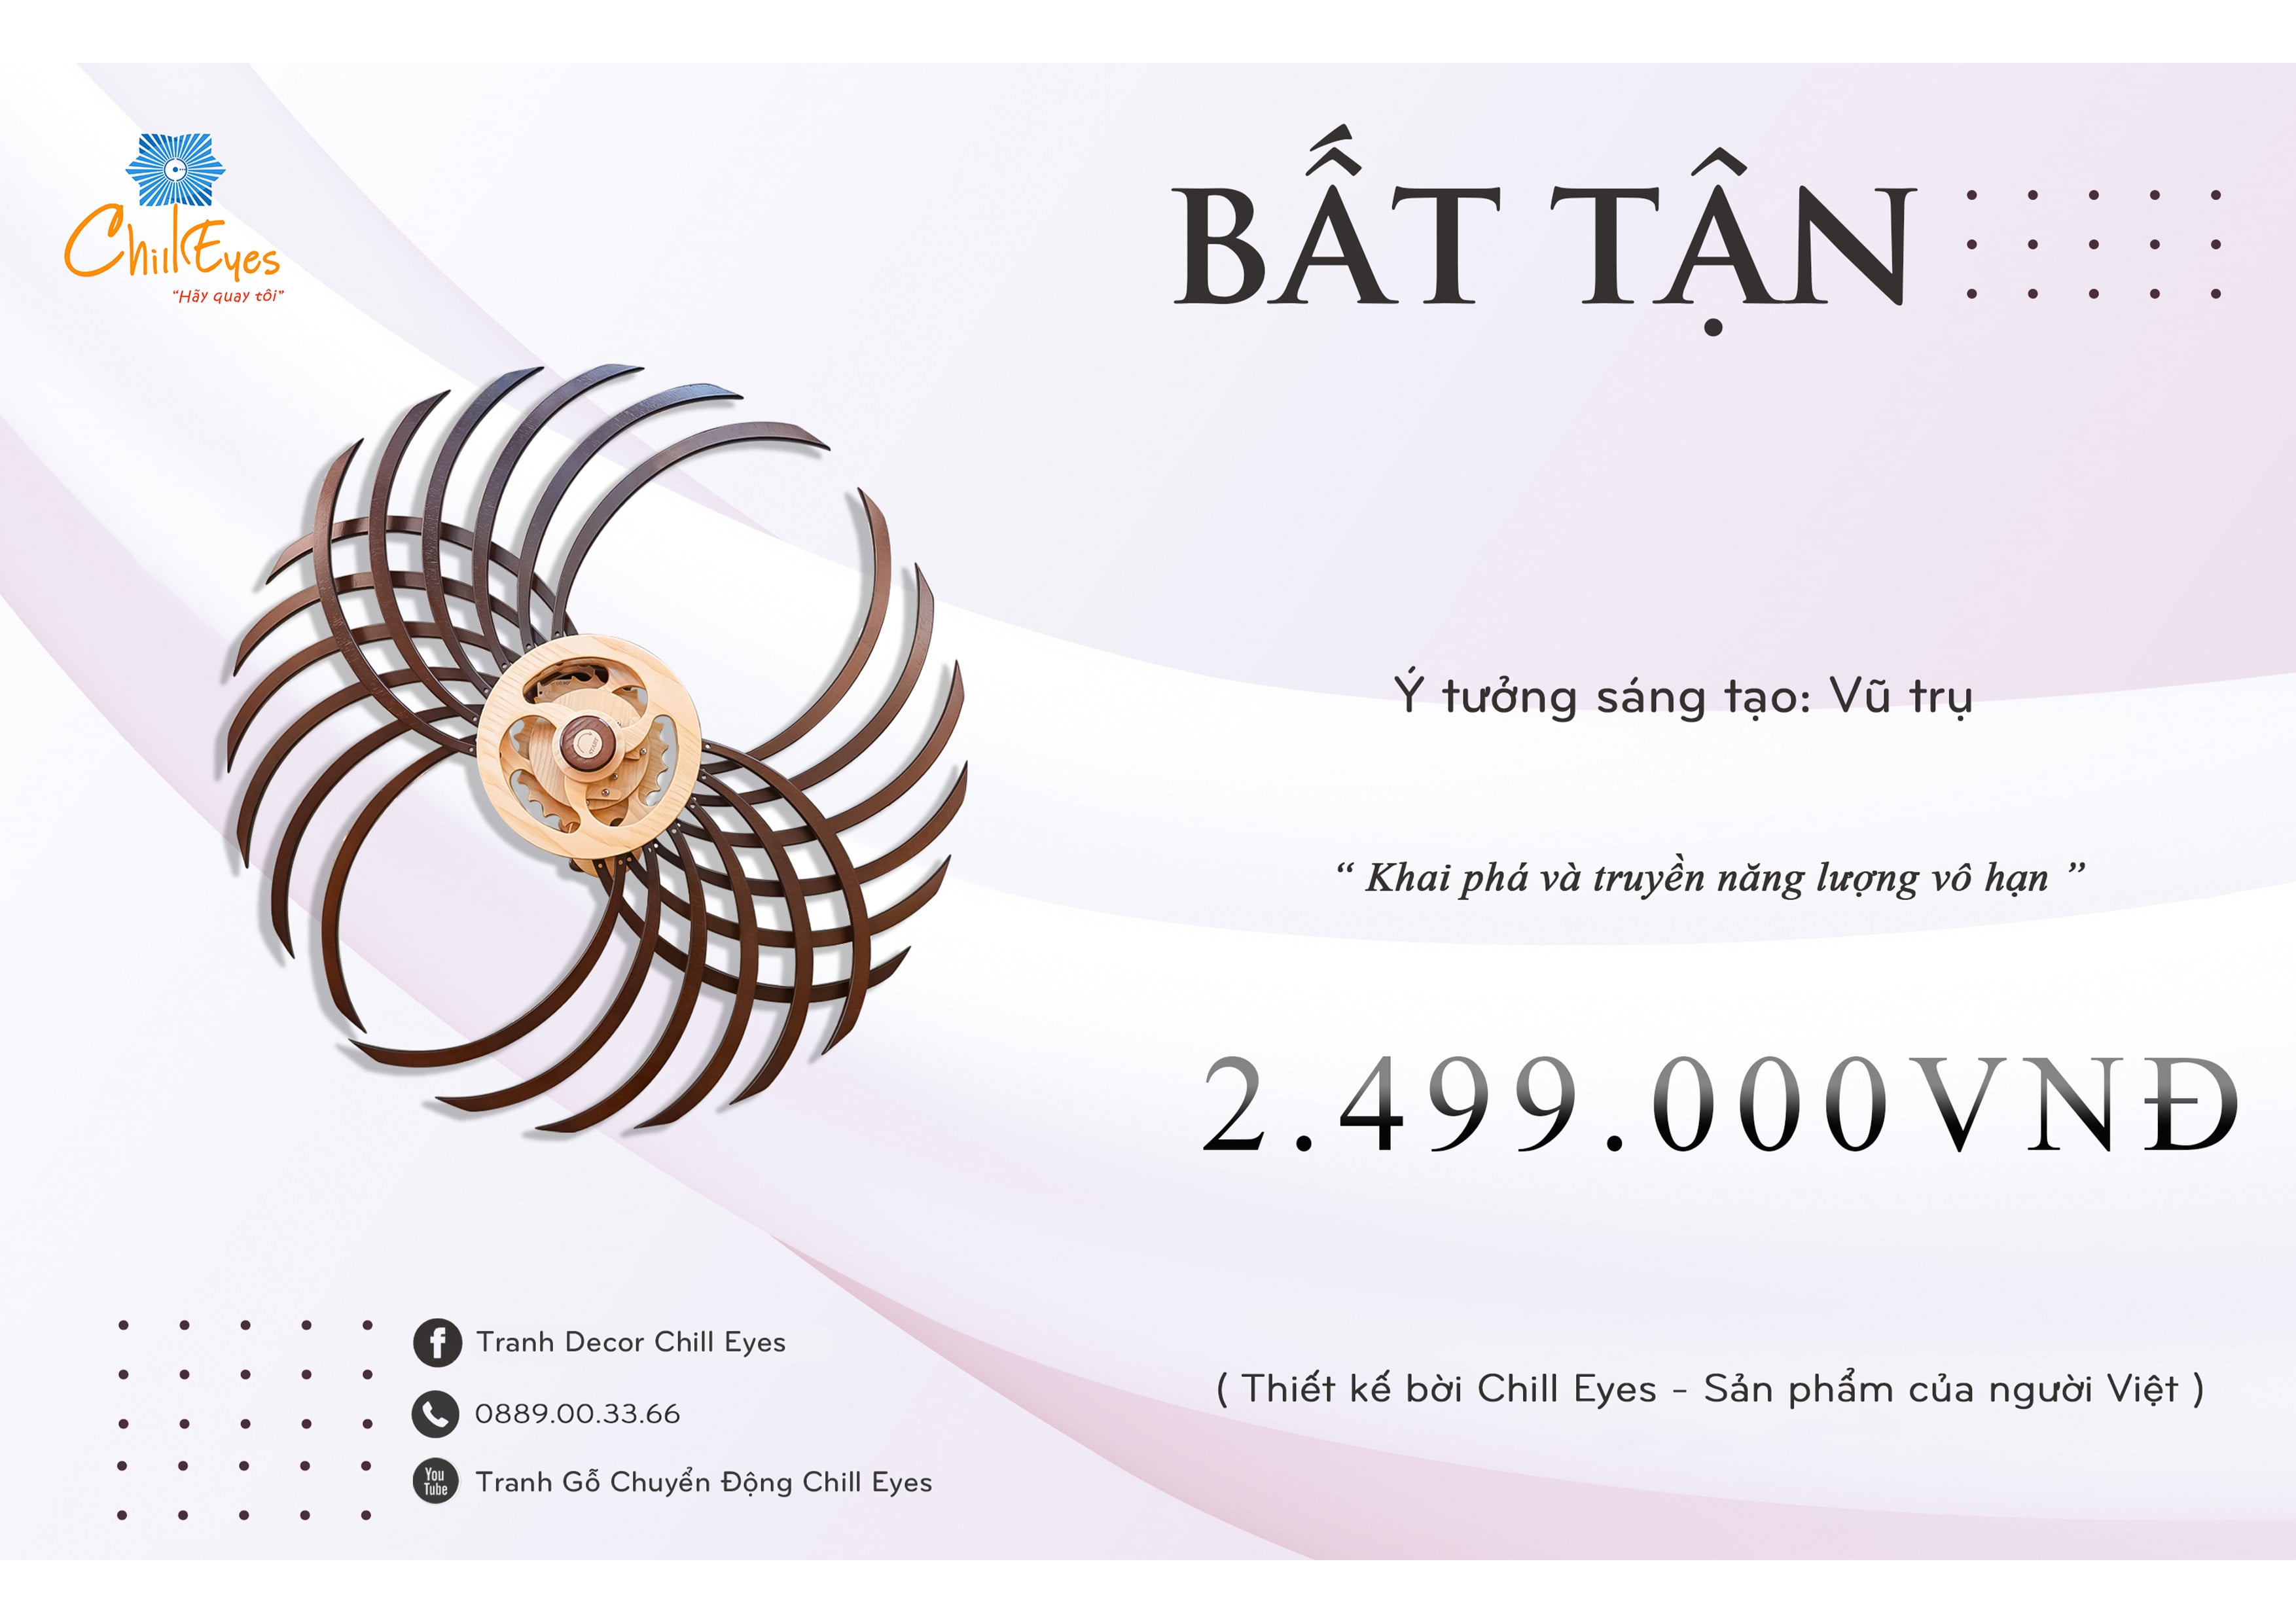 Chill Eyes
“Hãy quay tôi”
BẤT TẬN
Ý tưởng sáng tạo: Vũ trụ
“ Khai phá và truyền năng lượng vô hạn ”
2.499.000VNĐ
Tranh Decor Chill Eyes
0889.00.33.66
You
Tube
Tranh Gỗ Chuyển Động Chill Eyes
( Thiết kế bời Chill Eyes - Sản phẩm của người Việt )